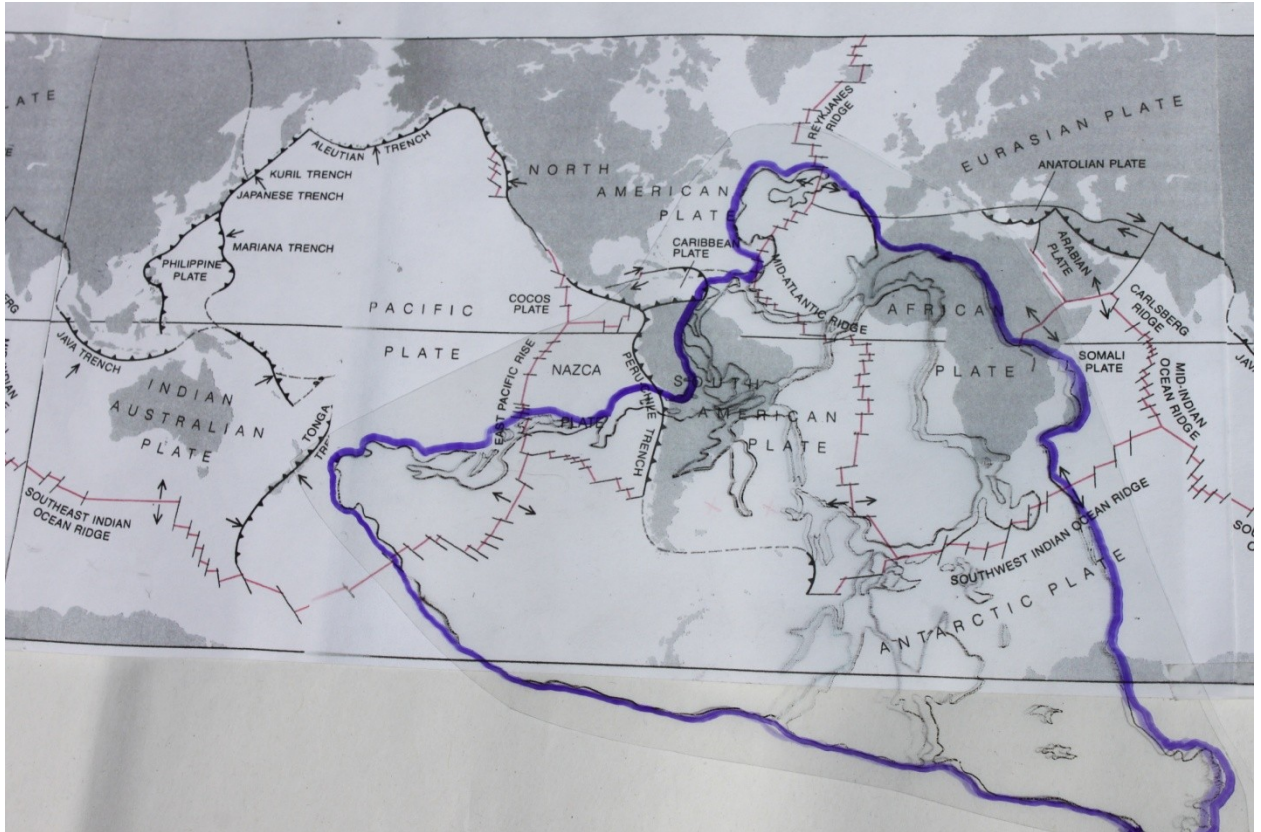 LATE
E
ALEUTIAN TRENCH
KURIL TRENCH
JAPANESE TRENCH
MARIANA TRENCH
PHILIPPINE
PLATE
NORTH
AMERICAN
PLATE
REYKJANES
RIDGE
EURASIAN PLATE
ANATOLIAN PLATE
CARIBBEAN
PLATE
ARABIAN
PLATE
MID-ATLANTIC RIDGE
COCOS
PLATE
PACIFIC
PLATE
AFRICAN
PLATE
CARLSBERG
RIDGE
SOMALI
PLATE
MID-INDIAN
OCEAN RIDGE
JAVA TRENCH
INDIAN
AUSTRALIAN
PLATE
EAST PACIFIC RISE
NAZCA
PLATE
PERU CHILE TRENCH
SOUTH
AMERICAN
PLATE
TONGA
SOUTHEAST INDIAN
OCEAN RIDGE
SOUTHWEST INDIAN OCEAN RIDGE
ANTARCTIC PLATE